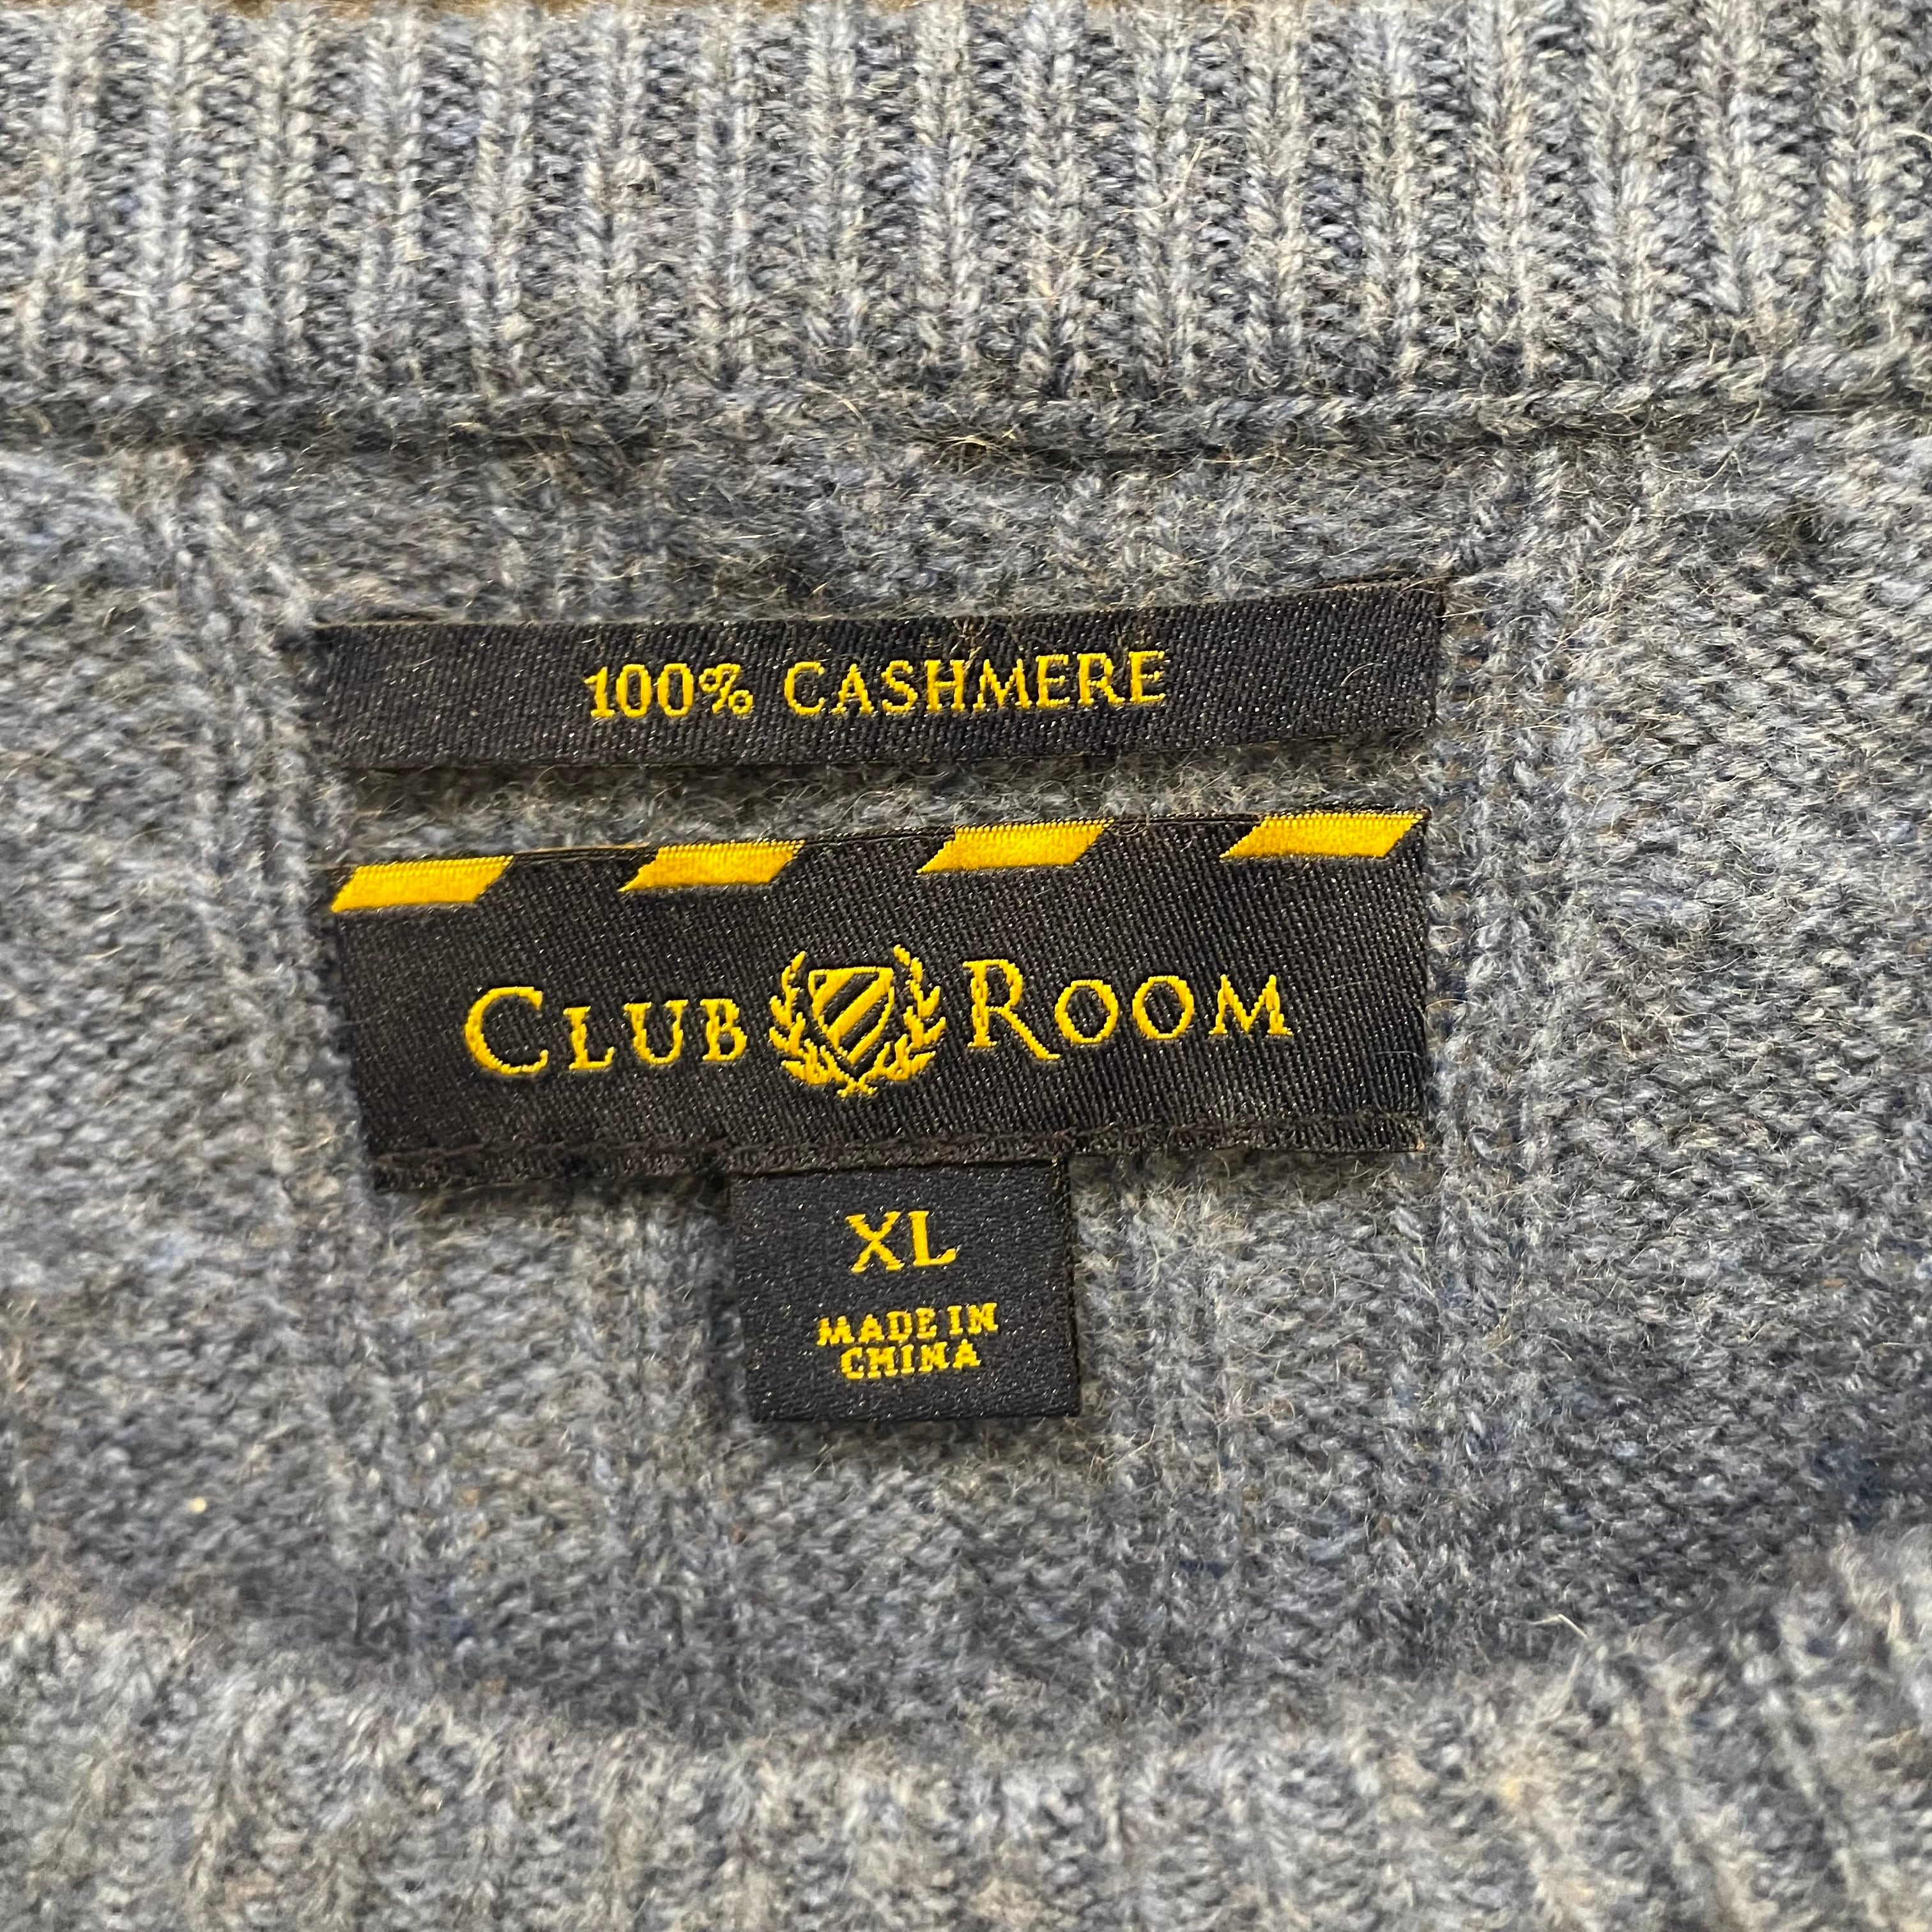 100% CASHMERE
CLUB ROOM
XL
MADE IN
CHINA